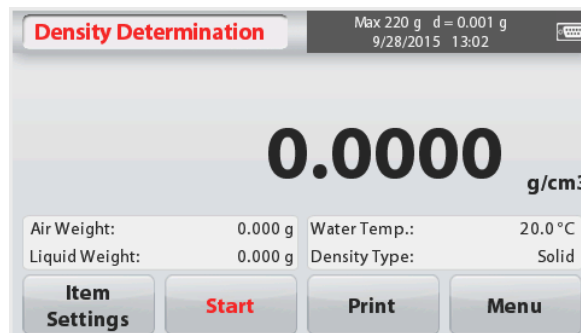 Density Determination
Max 220 g d = 0.001 g
9/28/2015 13:02
0.0000
g/cm3
Air Weight: 0.000 g
Liquid Weight: 0.000 g
Water Temp.: 20.0 °C
Density Type: Solid
Item
Settings
Start
Print
Menu